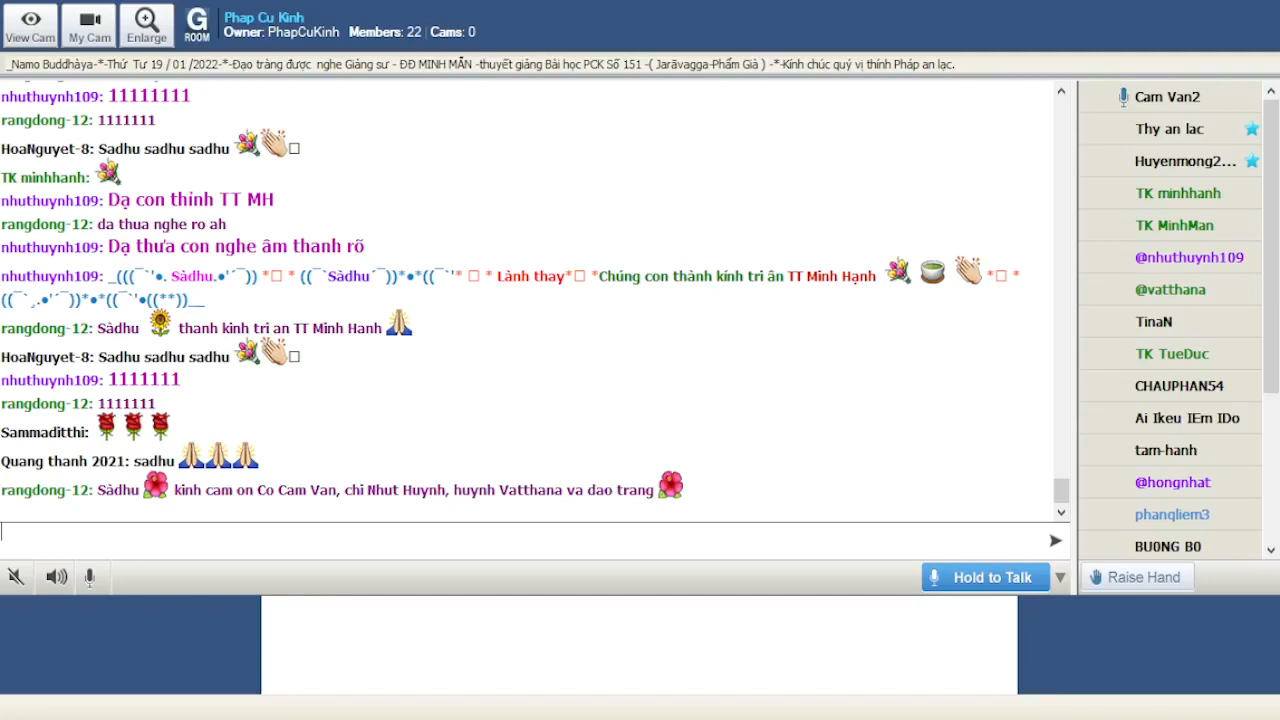 View Cam
My Cam
Enlarge
G
ROOM
Phap Cu Kinh
Owner: PhapCuKinh Members: 22 Cams: 0
_Namo Buddhàya-*-Thứ Tư 19 / 01 /2022-*-Đạo tràng được nghe Giảng sư - ĐĐ MINH MẪN -thuyết giảng Bài học PCK Số 151 -( Jarāvagga-Phẩm Già ) -*-Kính chúc quý vị thính Pháp an lạc.
nhuthuynh109: 11111111
rangdong-12: 1111111
HoaNguyet-8: Sadhu sadhu sadhu 💐👏□
TK minhhanh: 💐
nhuthuynh109: Dạ con thỉnh TT MH
rangdong-12: da thua nghe ro ah
nhuthuynh109: Dạ thưa con nghe âm thanh rõ
nhuthuynh109: _(((¯`'●. Sàdhu.●'´¯)) *□ * ((¯`Sàdhu´¯))*●*((¯`'* □ * Lành thay*□ *Chúng con thành kính tri ân TT Minh Hạnh 💐 🍵 👏 *□ *
((¯`¸.●'´¯))*●*((¯`'●((**))__
rangdong-12: Sàdhu 🌻 thanh kinh tri an TT Minh Hanh 🙏
HoaNguyet-8: Sadhu sadhu sadhu 💐👏□
nhuthuynh109: 1111111
rangdong-12: 1111111
Sammaditthi: 🌹🌹🌹
Quang thanh 2021: sadhu 🙏🙏🙏
rangdong-12: Sàdhu 🌺 kinh cam on Co Cam Van, chi Nhut Huynh, huynh Vatthana va dao trang 🌺
Hold to Talk
Cam Van2
Thy an lac
Huyenmong2...
TK minhhanh
TK MinhMan
@nhuthuynh109
@vatthana
TinaN
TK TueDuc
CHAUPHAN54
Ai Ikeu IEm IDo
tam-hanh
@hongnhat
phanqliem3
BU0NG B0
Raise Hand